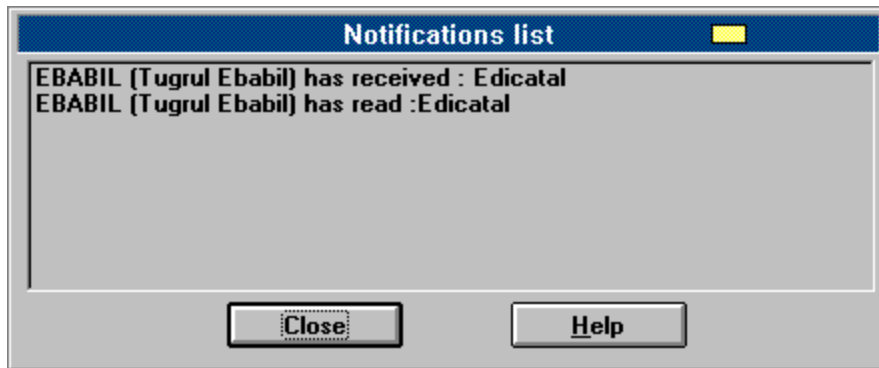 Notifications list
EBABIL (Tugrul Ebabil) has received : Edicatal
EBABIL (Tugrul Ebabil) has read :Edicatal
Close
Help